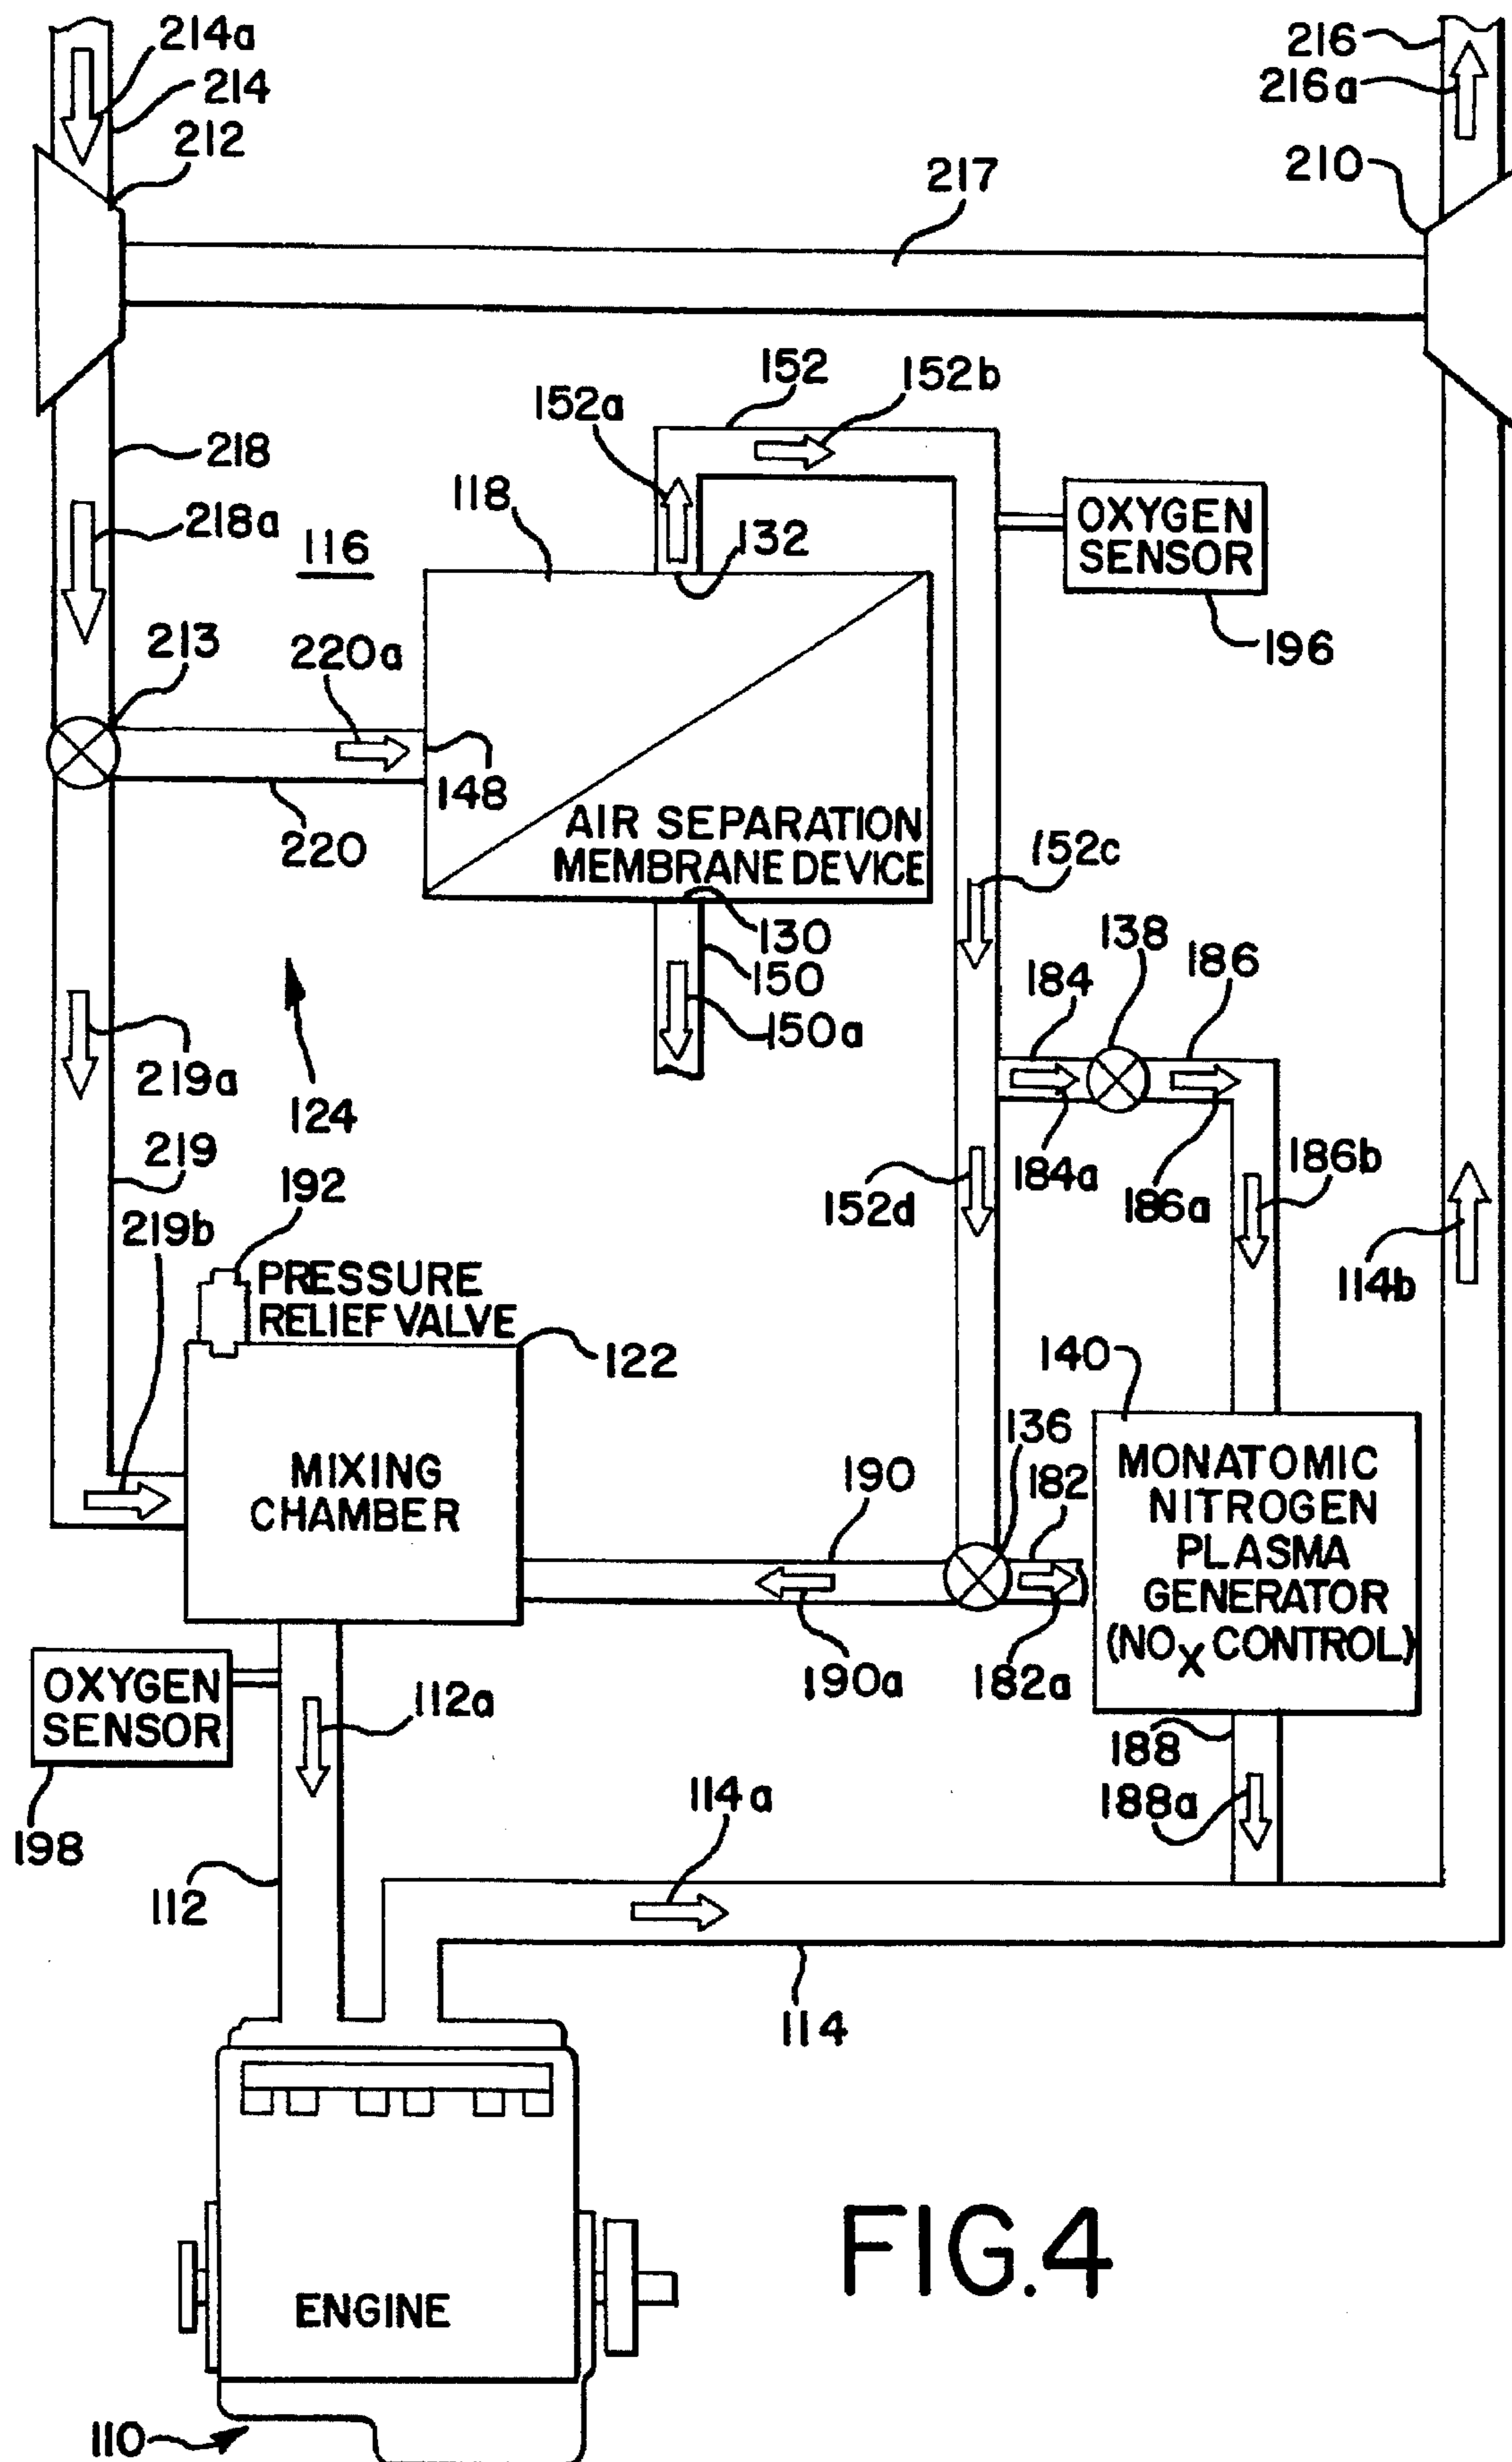 214a
214
212
216
216a
210
217
152
152b
152a
218
118
218a
116
132
OXYGEN
SENSOR
196
213
220a
148
220
AIR SEPARATION
MEMBRANE DEVICE
152c
130
150
150a
138
184
186
219a
124
219
192
184a
186b
186a
152d
219b
114b
PRESSURE
RELIEF VALVE
122
140
136
MIXING
CHAMBER
190
182
MONATOMIC
NITROGEN
PLASMA
GENERATOR
(NOX CONTROL)
190a
182a
OXYGEN
SENSOR
112a
188
188a
114a
198
112
114
FIG.4
ENGINE
110